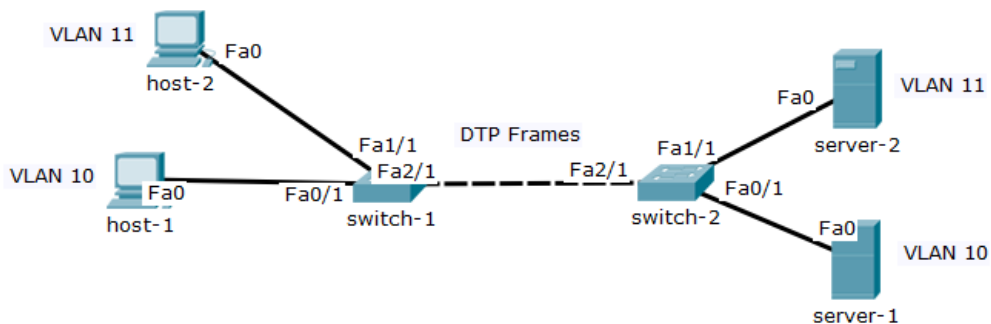 VLAN 11
Fa0
host-2
VLAN 10
Fa0
host-1
Fa1/1
Fa2/1
Fa0/1
switch-1
DTP Frames
Fa2/1
Fa1/1
Fa0/1
switch-2
Fa0
VLAN 11
server-2
Fa0
VLAN 10
server-1